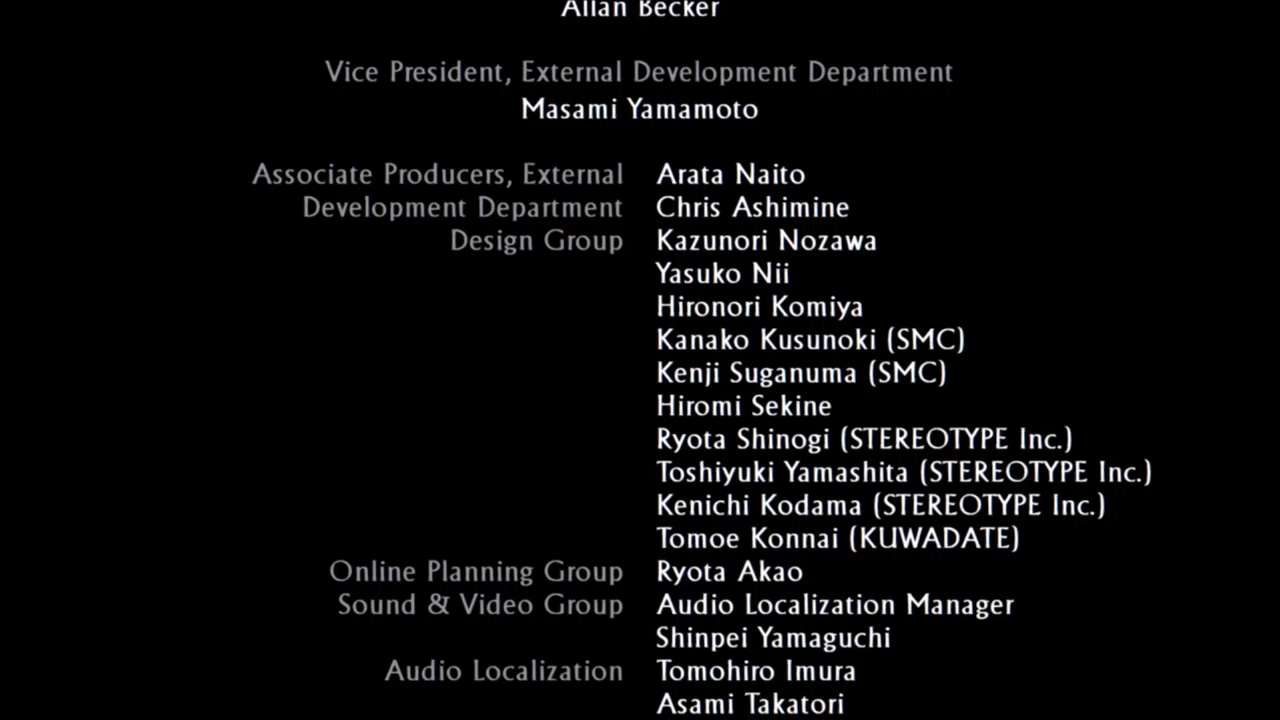 Allan Becker
Vice President, External Development Department
Masami Yamamoto
Associate Producers, External Arata Naito
Development Department Chris Ashimine
Design Group Kazunori Nozawa
Yasuko Nii
Hironori Komiya
Kanako Kusunoki (SMC)
Kenji Suganuma (SMC)
Hiromi Sekine
Ryota Shinogi (STEREOTYPE Inc.)
Toshiyuki Yamashita (STEREOTYPE Inc.)
Kenichi Kodama (STEREOTYPE Inc.)
Tomoe Konnai (KUWADATE)
Online Planning Group Ryota Akao
Sound & Video Group Audio Localization Manager
Shinpei Yamaguchi
Audio Localization Tomohiro Imura
Asami Takatori